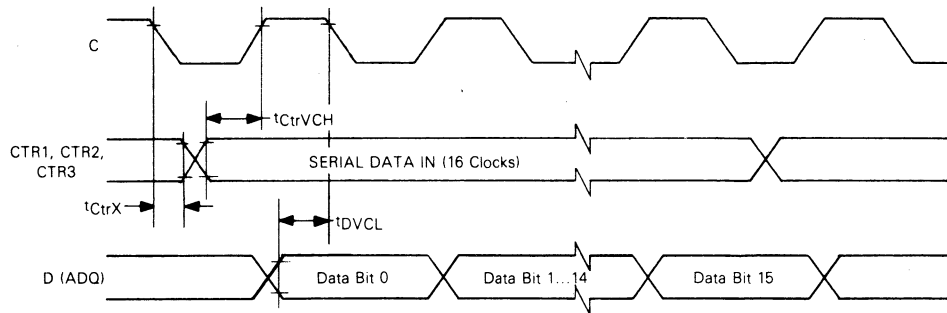 C
tCtrVCH
CTR1, CTR2,
CTR3
SERIAL DATA IN (16 Clocks)
tCtrX
tDVCL
D (ADQ)
Data Bit 0
Data Bit 1...14
Data Bit 15